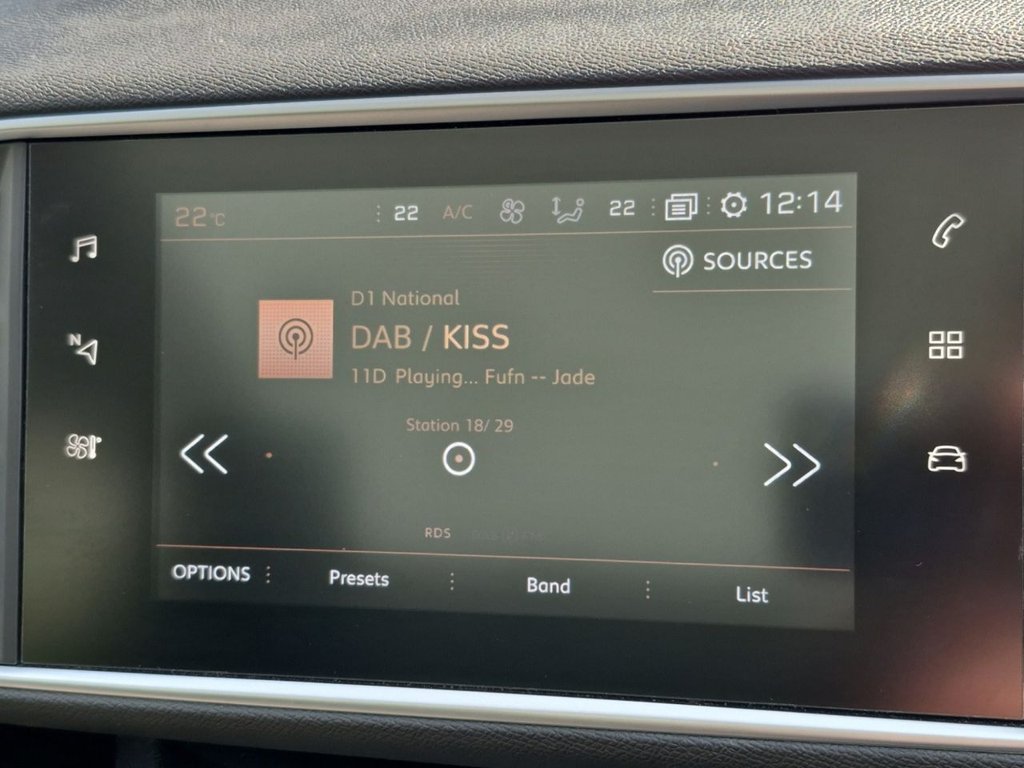 22°C 22 A/C 22 12:14
SOURCES
D1 National
DAB / KISS
11D Playing... Fufn -- Jade
Station 18/ 29
RDS
OPTIONS Presets Band List
N